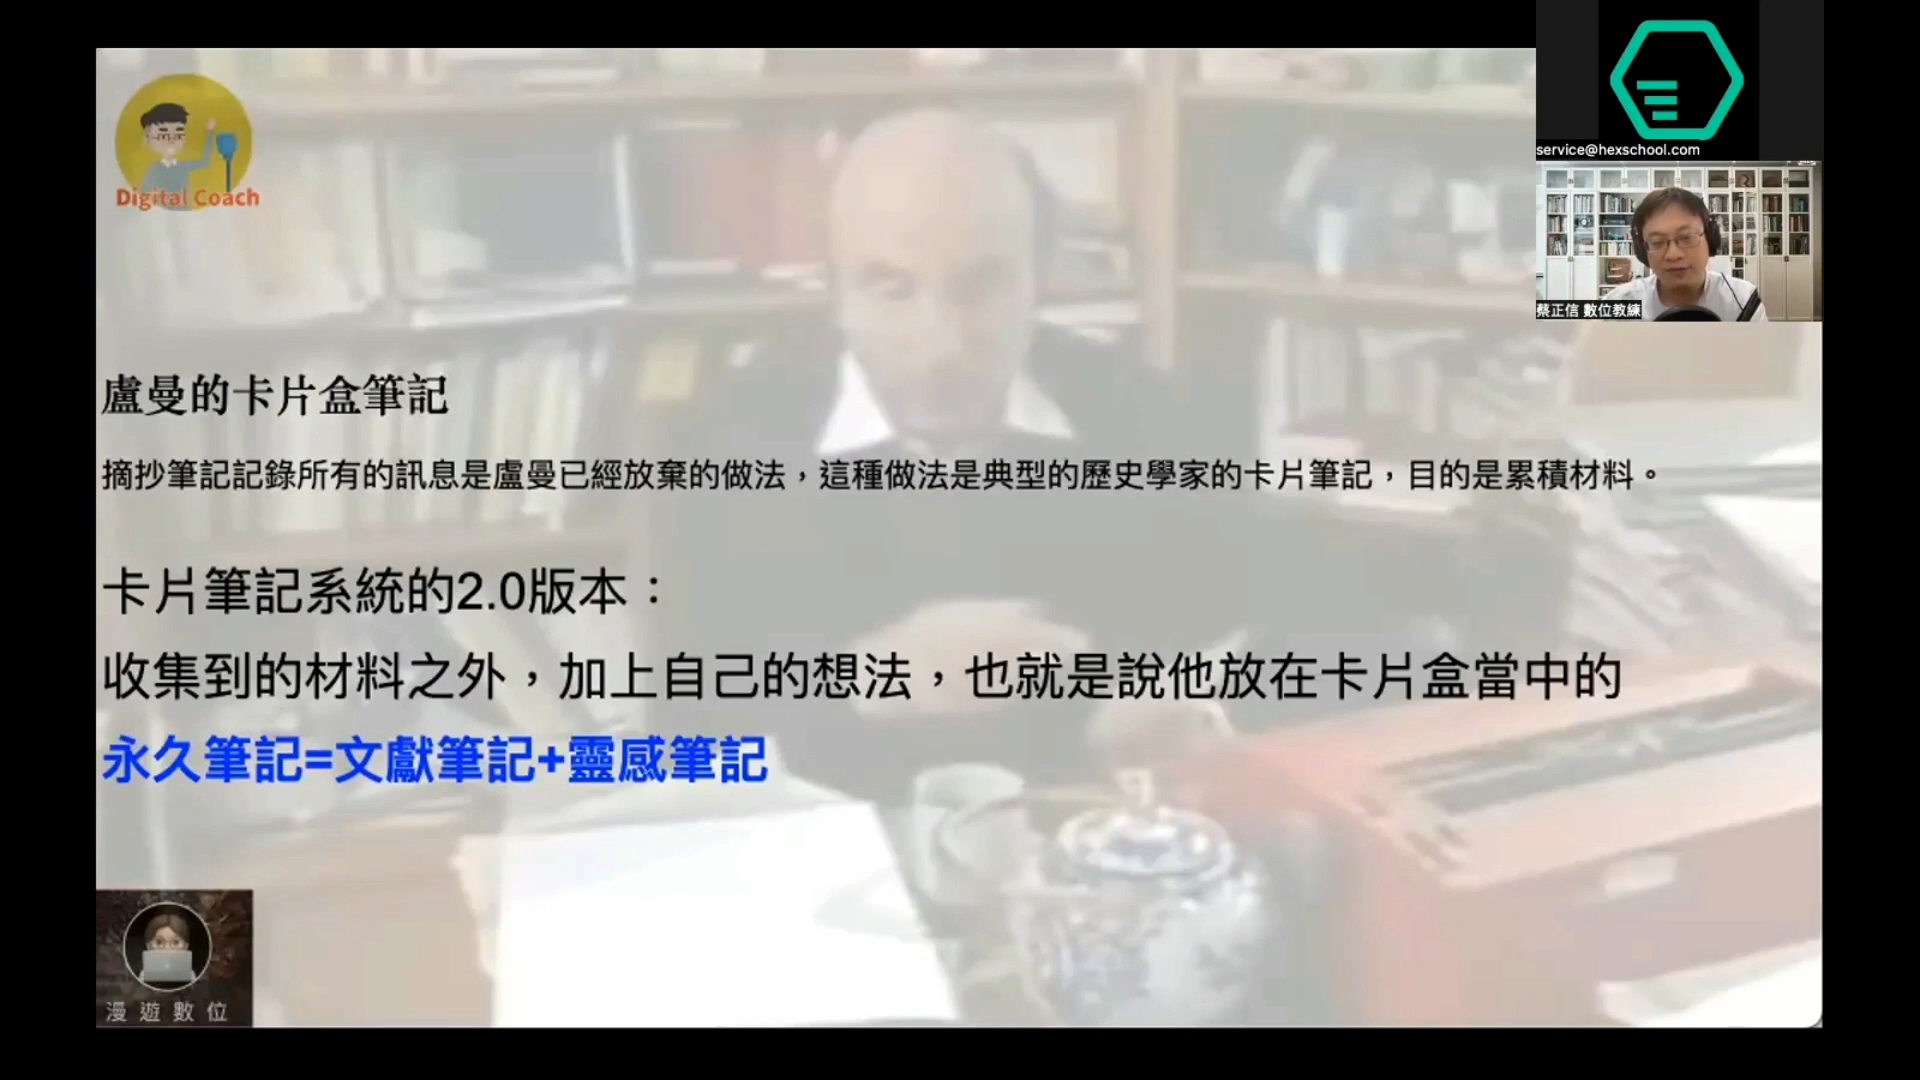 Digital Coach
service@hexschool.com
蔡正信 數位教練
盧曼的卡片盒筆記
摘抄筆記記錄所有的訊息是盧曼已經放棄的做法，這種做法是典型的歷史學家的卡片筆記，目的是累積材料。
卡片筆記系統的2.0版本：
收集到的材料之外，加上自己的想法，也就是說他放在卡片盒當中的
永久筆記=文獻筆記+靈感筆記
漫遊數位